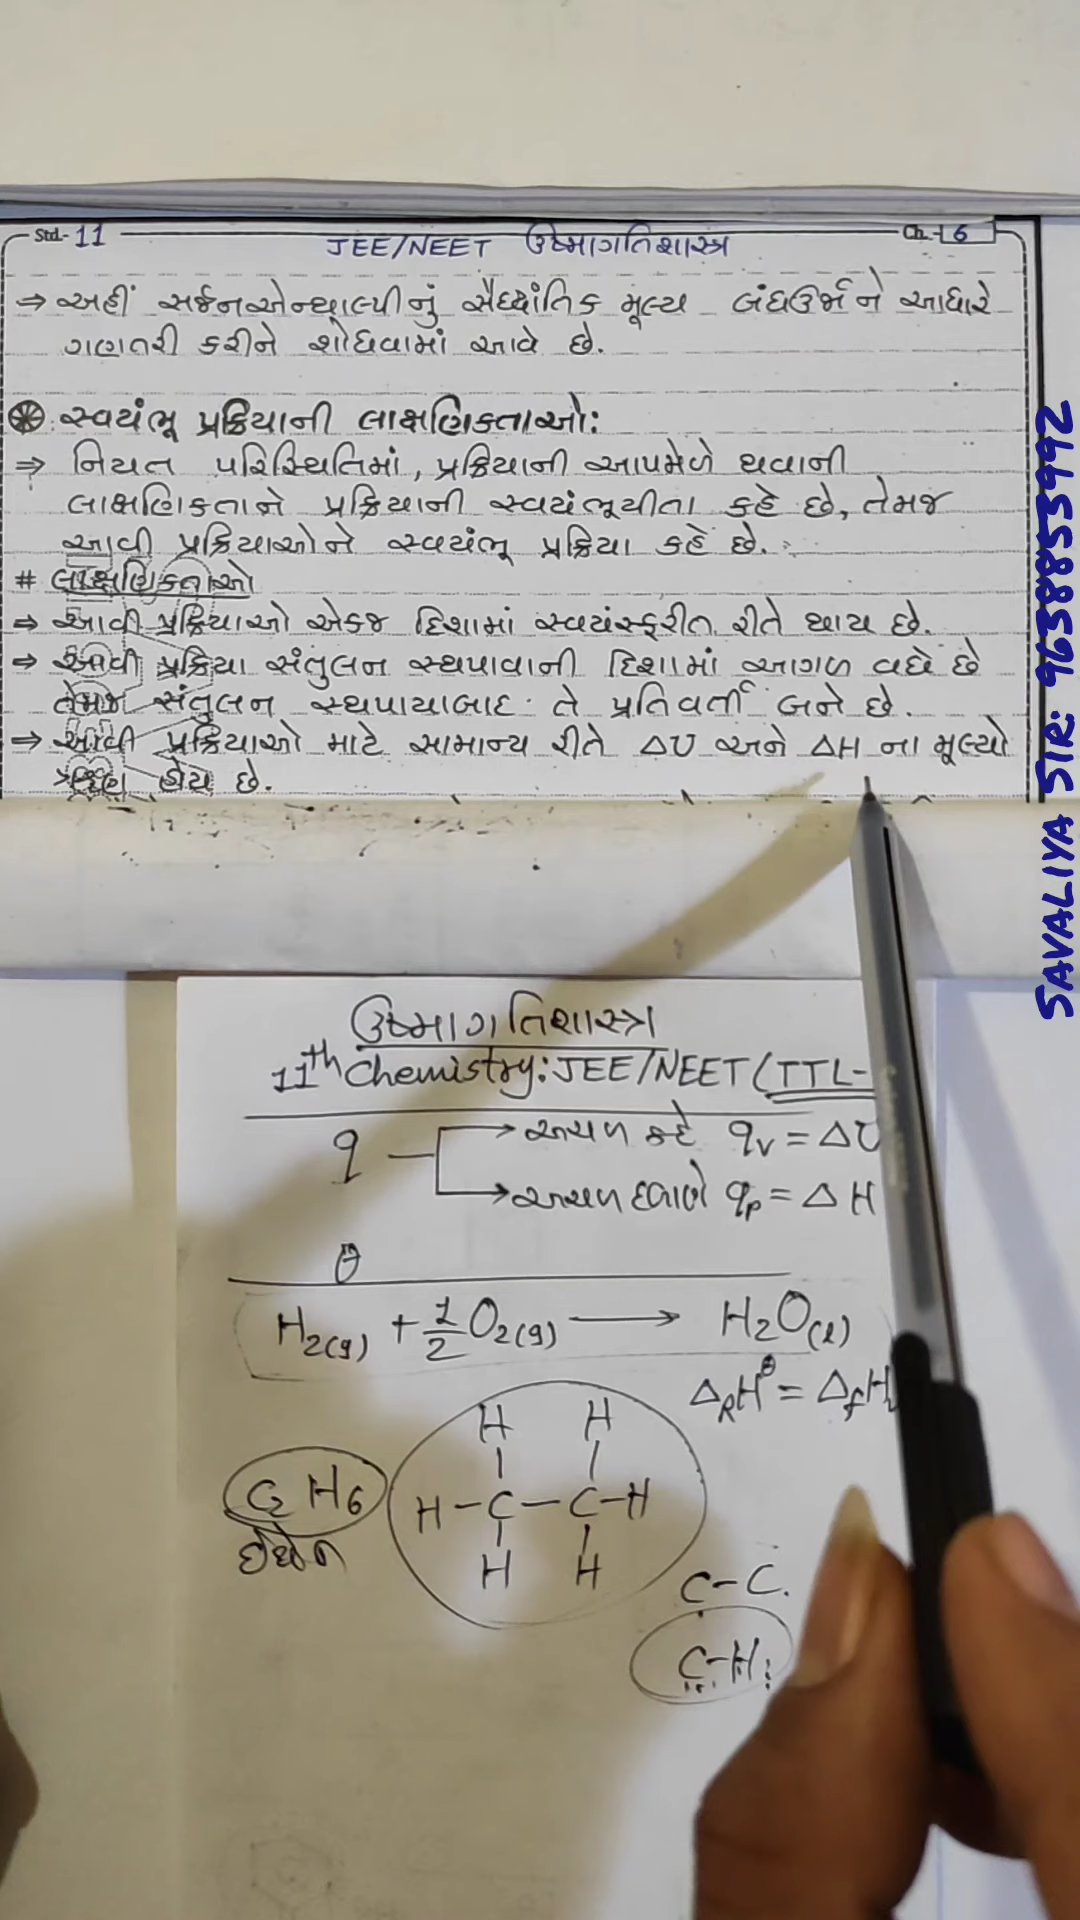 Std- 11
JEE/NEET ઉષ્માગતિશાસ્ત્ર
Ch.-6
⇒ અહીં સર્જનએન્થાલ્પીનું સૈધ્ધાંતિક મૂલ્ય બંધઉર્જાને આધારે
ગણતરી કરીને શોધવામાં આવે છે.
સ્વયંભૂ પ્રક્રિયાની લાક્ષણિકતાઓ:
⇒ નિયત પરિસ્થિતિમાં, પ્રક્રિયાની આપમેળે થવાની
લાક્ષણિકતાને પ્રક્રિયાની સ્વયંભૂયીતા કહે છે, તેમજ
આવી પ્રક્રિયાઓને સ્વયંભૂ પ્રક્રિયા કહે છે.
# લાક્ષણિકતાઓ
⇒ આવી પ્રક્રિયાઓ એકજ દિશામાં સ્વયંસ્ફુરીત રીતે થાય છે.
⇒ આવી પ્રક્રિયા સંતુલન સ્થપાવાની દિશામાં આગળ વધે છે
તેમજ સંતુલન સ્થપાયાબાદ તે પ્રતિવર્તી બને છે.
⇒ આવી પ્રક્રિયાઓ માટે સામાન્ય રીતે ΔU અને ΔH ના મૂલ્યો
ઋણ હોય છે.
SAVALIYA SIR: 9638853992
ઉષ્માગતિશાસ્ત્ર
11th Chemistry: JEE/NEET (TTL-
q → અચળ કદે qv = ΔU
→ અચળ દબાણે qp = ΔH
θ
H2(g) + 1/2 O2(g) ⟶ H2O(l)
ΔRH^θ = ΔfH
C2H6
ઈથેન
H H
H-C-C-H
H H
C-C.
C-H: